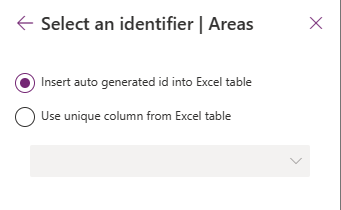 Select an identifier | Areas
Insert auto generated id into Excel table
Use unique column from Excel table